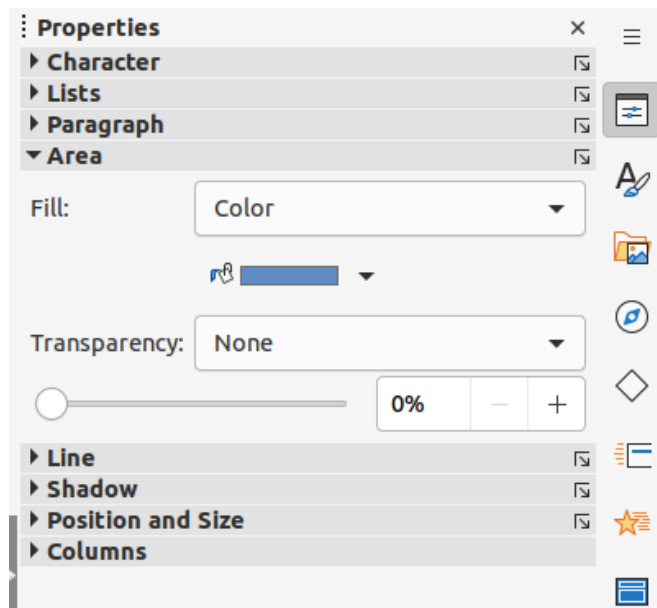 Properties
Character
Lists
Paragraph
Area
Fill: Color
Transparency: None
0%
Line
Shadow
Position and Size
Columns